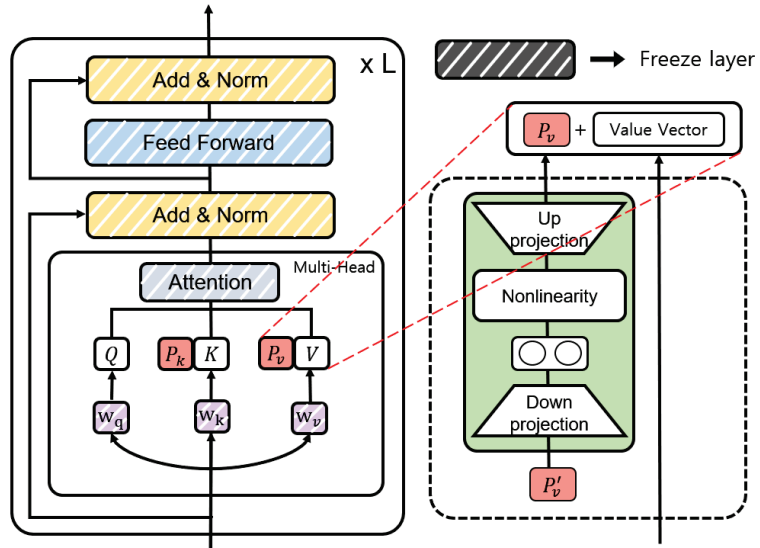 x L
Add & Norm
Feed Forward
Add & Norm
Multi-Head
Attention
Q
P_k
K
P_v
V
W_q
W_k
W_v
Freeze layer
P_v + Value Vector
Up
projection
Nonlinearity
Down
projection
P'_v